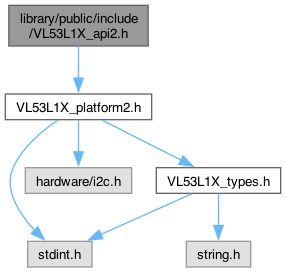 library/public/include
/VL53L1X_api2.h
VL53L1X_platform2.h
hardware/i2c.h
VL53L1X_types.h
stdint.h
string.h